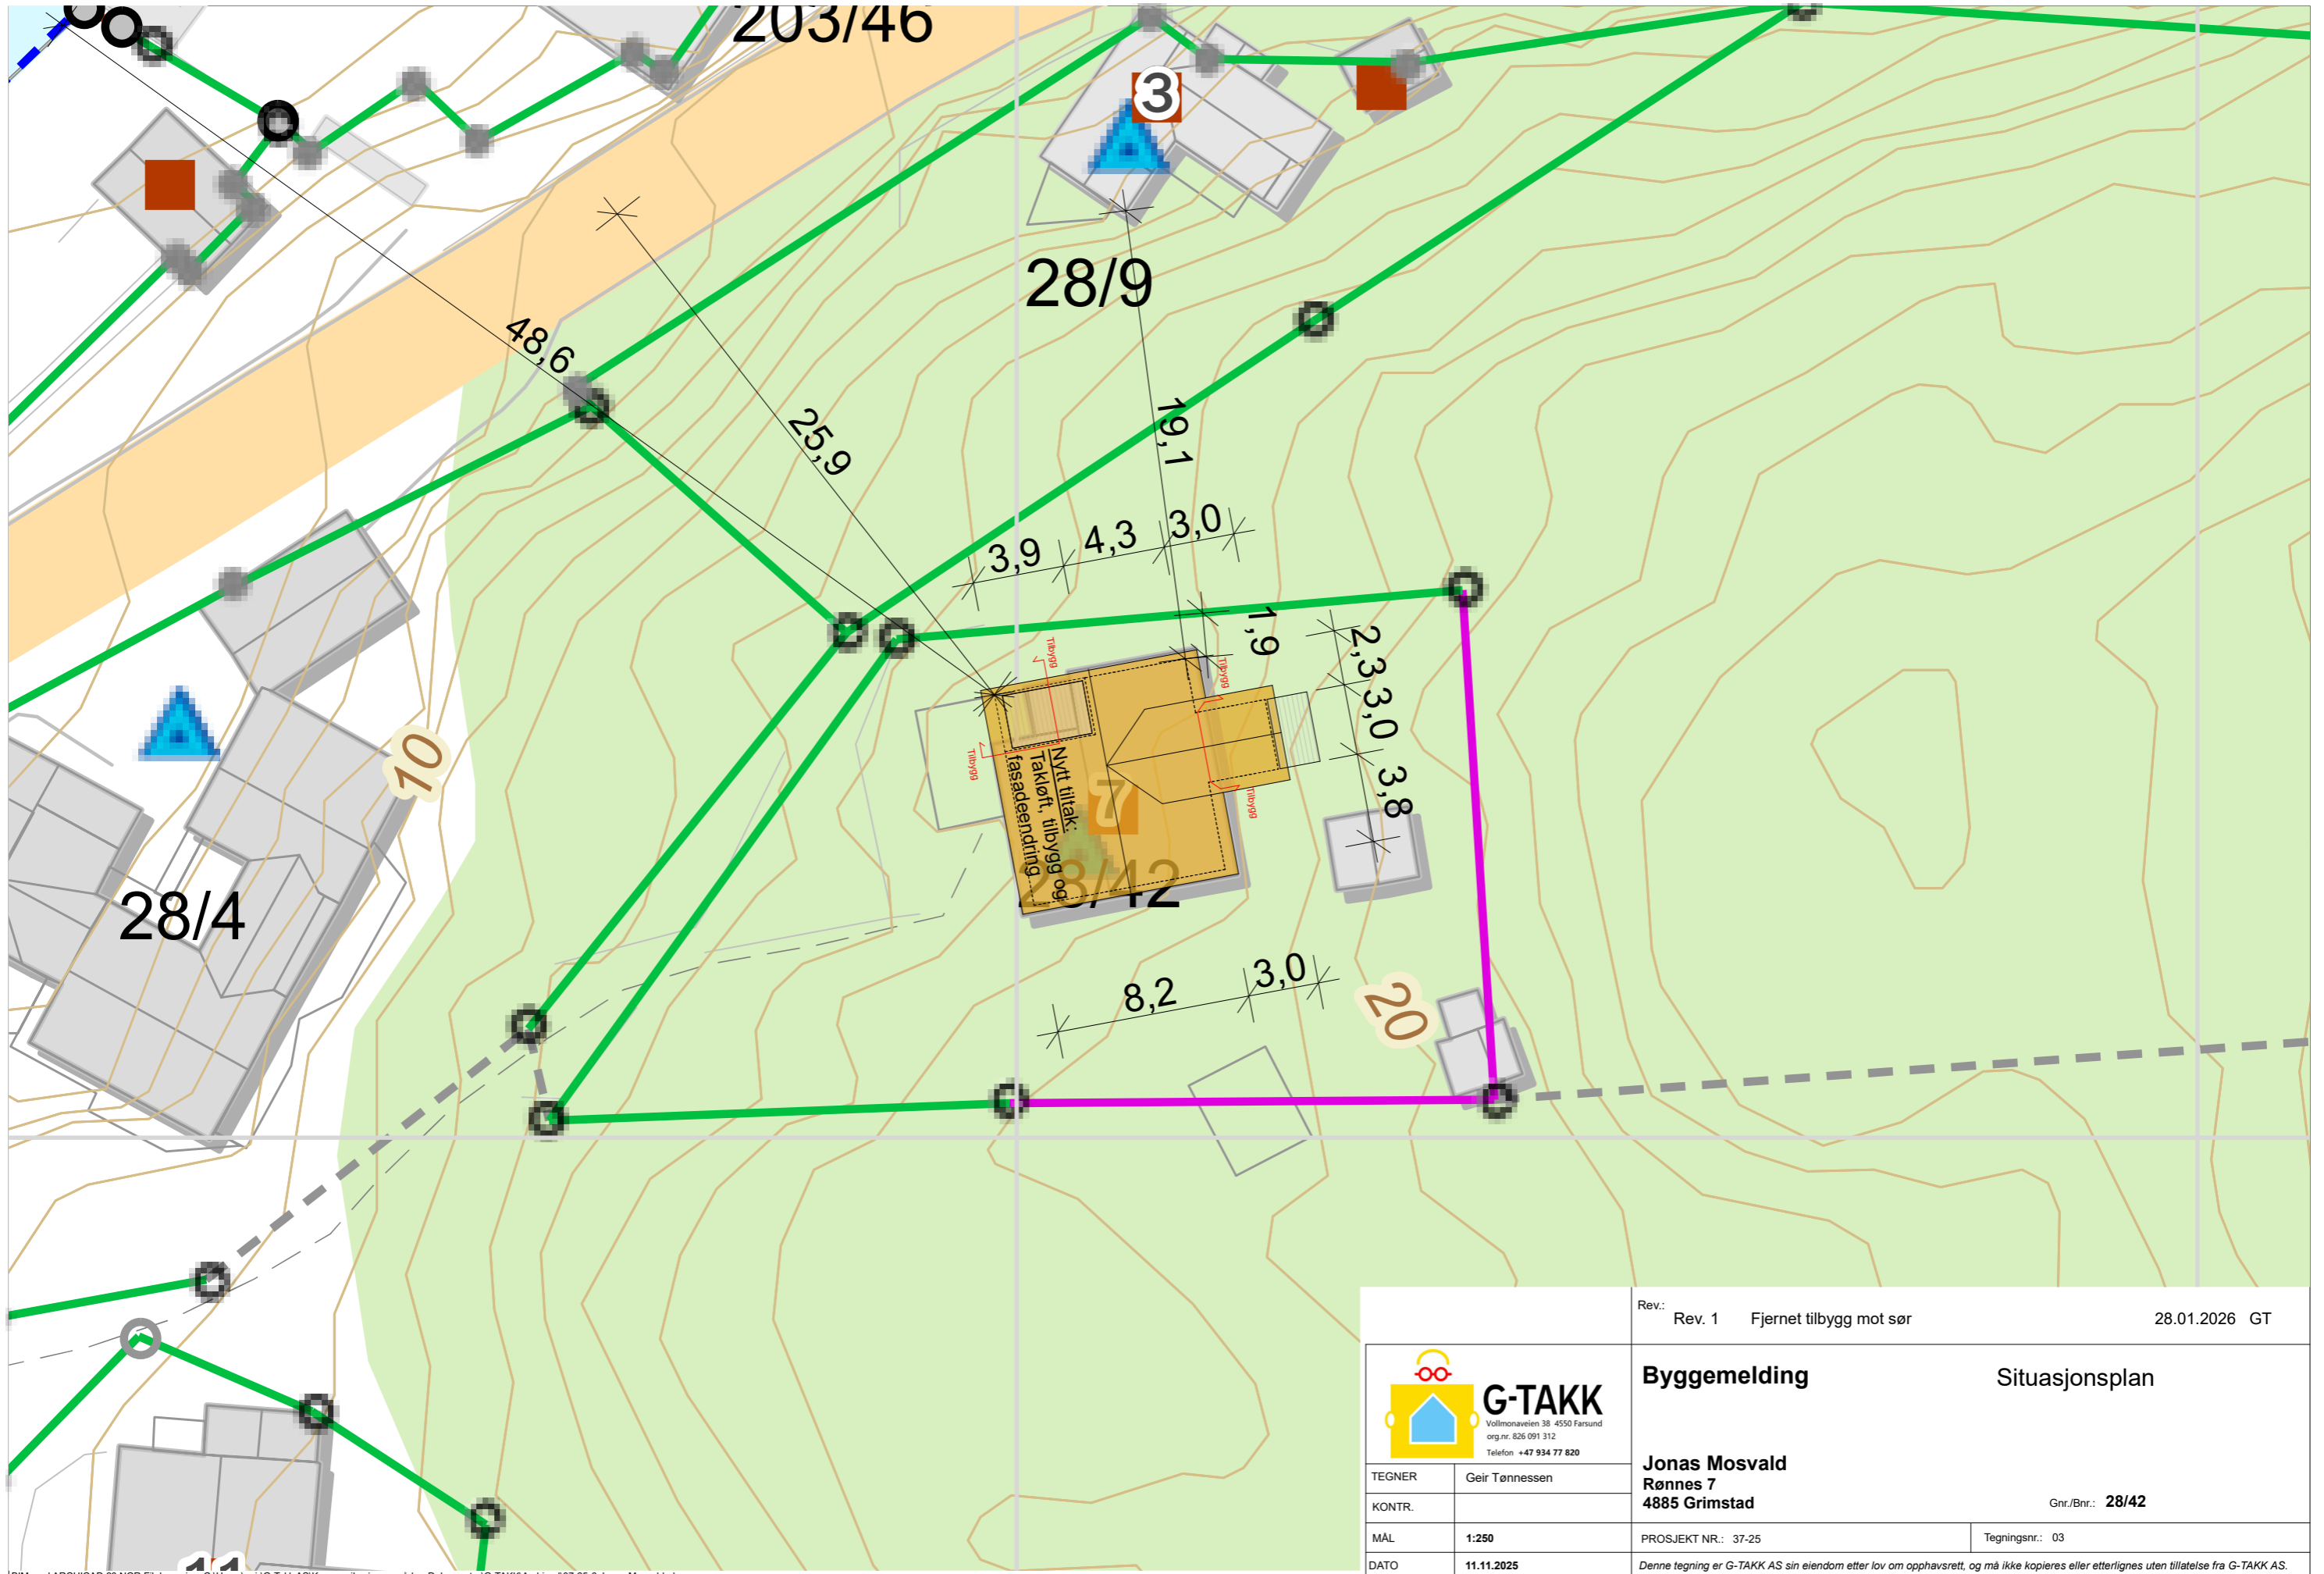 203/46
3
28/9
48,6
25,9
19,1
3,9
4,3
3,0
1,9
2,3
3,0
3,8
Tilbygg
Tilbygg
Tilbygg
Tilbygg
Nytt tiltak:
Takløft, tilbygg og
fasadeendring
7
28/42
10
28/4
8,2
3,0
20
11
Rev.:
Rev. 1 Fjernet tilbygg mot sør 28.01.2026 GT
G-TAKK
Vollmonaveien 38 4550 Farsund
org.nr. 826 091 312
Telefon +47 934 77 820
Byggemelding Situasjonsplan
Jonas Mosvald
Rønnes 7
4885 Grimstad
Gnr./Bnr.: 28/42
TEGNER Geir Tønnessen
KONTR.
MÅL 1:250
PROSJEKT NR.: 37-25 Tegningsnr.: 03
DATO 11.11.2025
Denne tegning er G-TAKK AS sin eiendom etter lov om opphavsrett, og må ikke kopieres eller etterlignes uten tillatelse fra G-TAKK AS.